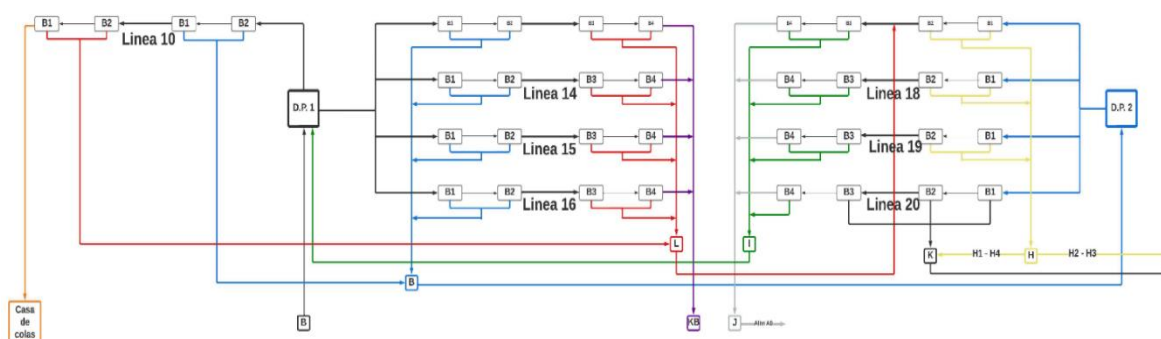 B1 B2 B1 B2
Linea 10
B1 B2 B3 B4
B4 B3 B2 B1
D.P. 1
B1 B2 B3 B4
Linea 14
B4 B3 B2 B1
Linea 18
D.P. 2
B1 B2 B3 B4
Linea 15
B4 B3 B2 B1
Linea 19
B1 B2 B3 B4
Linea 16
B4 B3 B2 B1
Linea 20
L
I
K
H1 - H4
H
H2 - H3
B
Casa
de
colas
B
KB
J